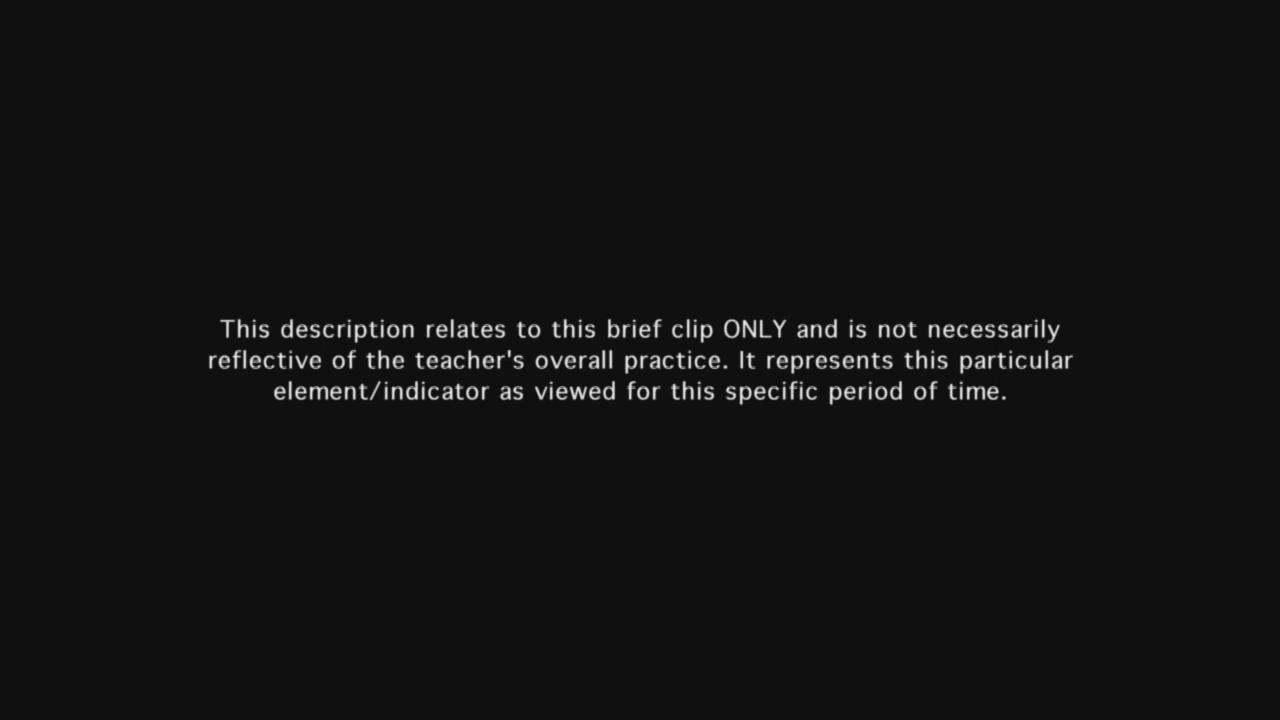 This description relates to this brief clip ONLY and is not necessarily
reflective of the teacher's overall practice. It represents this particular
element/indicator as viewed for this specific period of time.